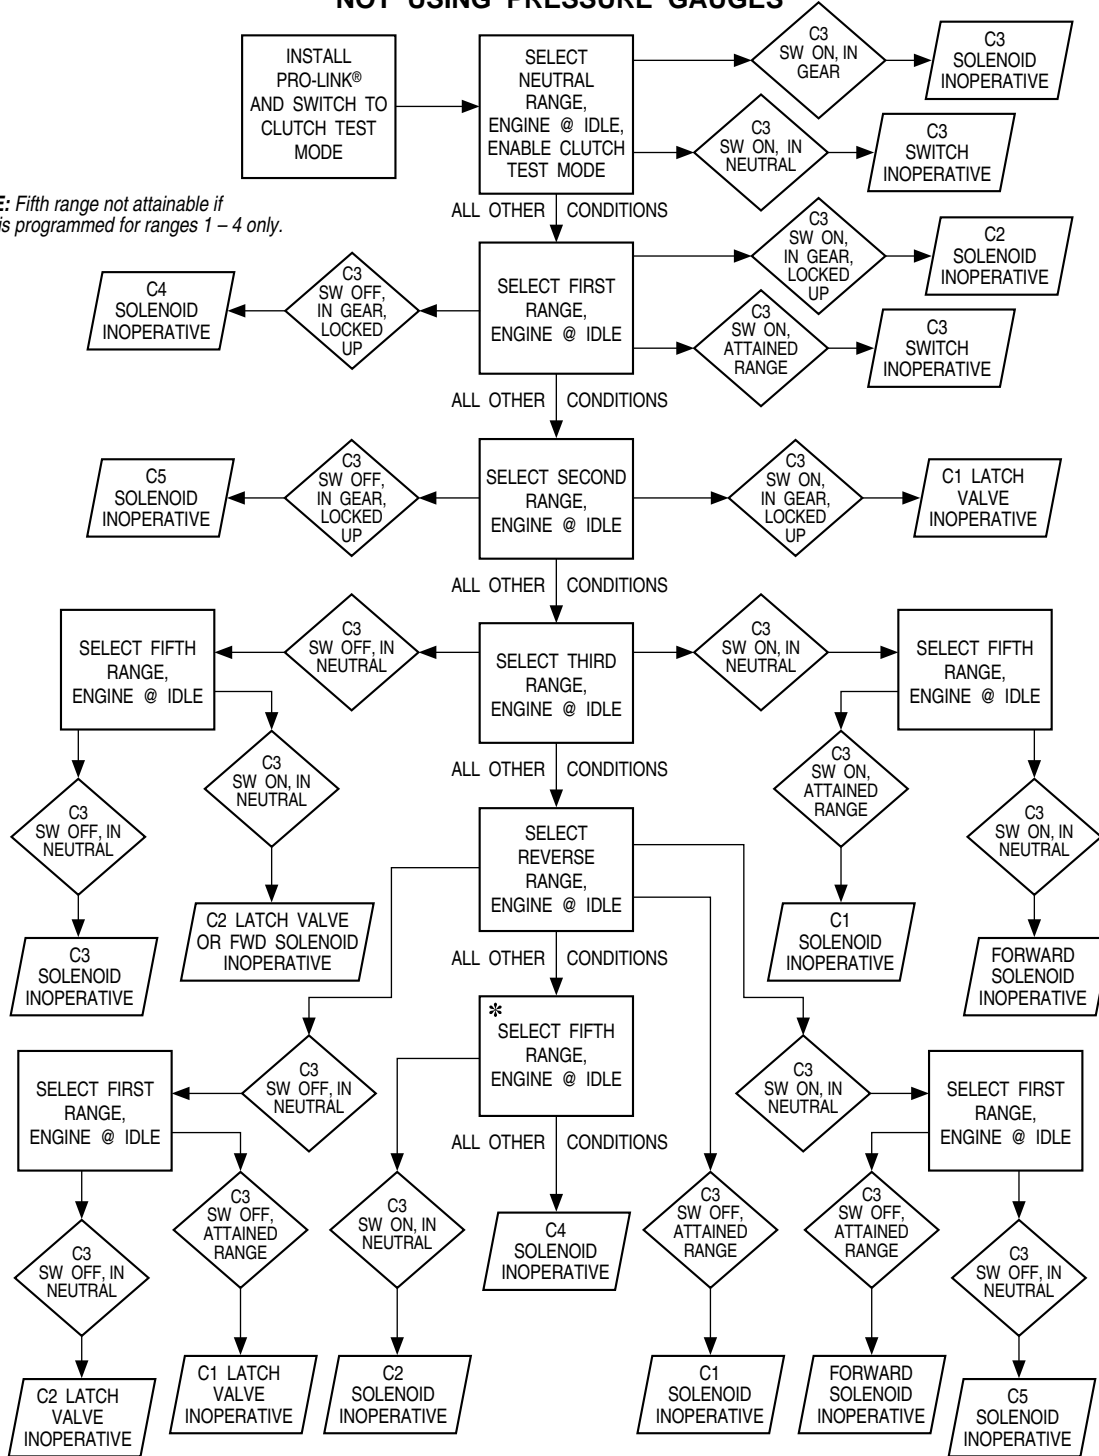 NOT USING PRESSURE GAUGES
INSTALL
PRO-LINK®
AND SWITCH TO
CLUTCH TEST
MODE
SELECT
NEUTRAL
RANGE,
ENGINE @ IDLE,
ENABLE CLUTCH
TEST MODE
C3
SW ON, IN
GEAR
C3
SOLENOID
INOPERATIVE
C3
SW ON, IN
NEUTRAL
C3
SWITCH
INOPERATIVE
E: Fifth range not attainable if
is programmed for ranges 1 – 4 only.
ALL OTHER CONDITIONS
C4
SOLENOID
INOPERATIVE
C3
SW OFF,
IN GEAR,
LOCKED
UP
SELECT FIRST
RANGE,
ENGINE @ IDLE
C3
SW ON,
IN GEAR,
LOCKED
UP
C2
SOLENOID
INOPERATIVE
C3
SW ON,
ATTAINED
RANGE
C3
SWITCH
INOPERATIVE
ALL OTHER CONDITIONS
C5
SOLENOID
INOPERATIVE
C3
SW OFF,
IN GEAR,
LOCKED
UP
SELECT SECOND
RANGE,
ENGINE @ IDLE
C3
SW ON,
IN GEAR,
LOCKED
UP
C1 LATCH
VALVE
INOPERATIVE
ALL OTHER CONDITIONS
SELECT FIFTH
RANGE,
ENGINE @ IDLE
C3
SW OFF, IN
NEUTRAL
SELECT THIRD
RANGE,
ENGINE @ IDLE
C3
SW ON, IN
NEUTRAL
SELECT FIFTH
RANGE,
ENGINE @ IDLE
C3
SW OFF, IN
NEUTRAL
C3
SW ON, IN
NEUTRAL
ALL OTHER CONDITIONS
C3
SW ON,
ATTAINED
RANGE
C3
SW ON, IN
NEUTRAL
C3
SOLENOID
INOPERATIVE
C2 LATCH VALVE
OR FWD SOLENOID
INOPERATIVE
SELECT
REVERSE
RANGE,
ENGINE @ IDLE
C1
SOLENOID
INOPERATIVE
FORWARD
SOLENOID
INOPERATIVE
ALL OTHER CONDITIONS
SELECT FIRST
RANGE,
ENGINE @ IDLE
C3
SW OFF, IN
NEUTRAL
*
SELECT FIFTH
RANGE,
ENGINE @ IDLE
C3
SW ON, IN
NEUTRAL
SELECT FIRST
RANGE,
ENGINE @ IDLE
ALL OTHER CONDITIONS
C3
SW OFF, IN
NEUTRAL
C3
SW OFF,
ATTAINED
RANGE
C3
SW ON, IN
NEUTRAL
C4
SOLENOID
INOPERATIVE
C3
SW OFF,
ATTAINED
RANGE
C3
SW OFF,
ATTAINED
RANGE
C3
SW OFF, IN
NEUTRAL
C2 LATCH
VALVE
INOPERATIVE
C1 LATCH
VALVE
INOPERATIVE
C2
SOLENOID
INOPERATIVE
C1
SOLENOID
INOPERATIVE
FORWARD
SOLENOID
INOPERATIVE
C5
SOLENOID
INOPERATIVE